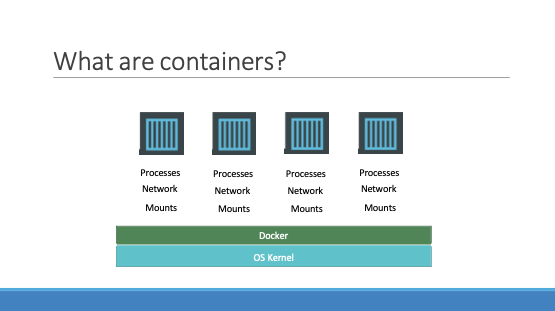 What are containers?
Processes Processes Processes Processes
Network Network Network Network
Mounts Mounts Mounts Mounts
Docker
OS Kernel